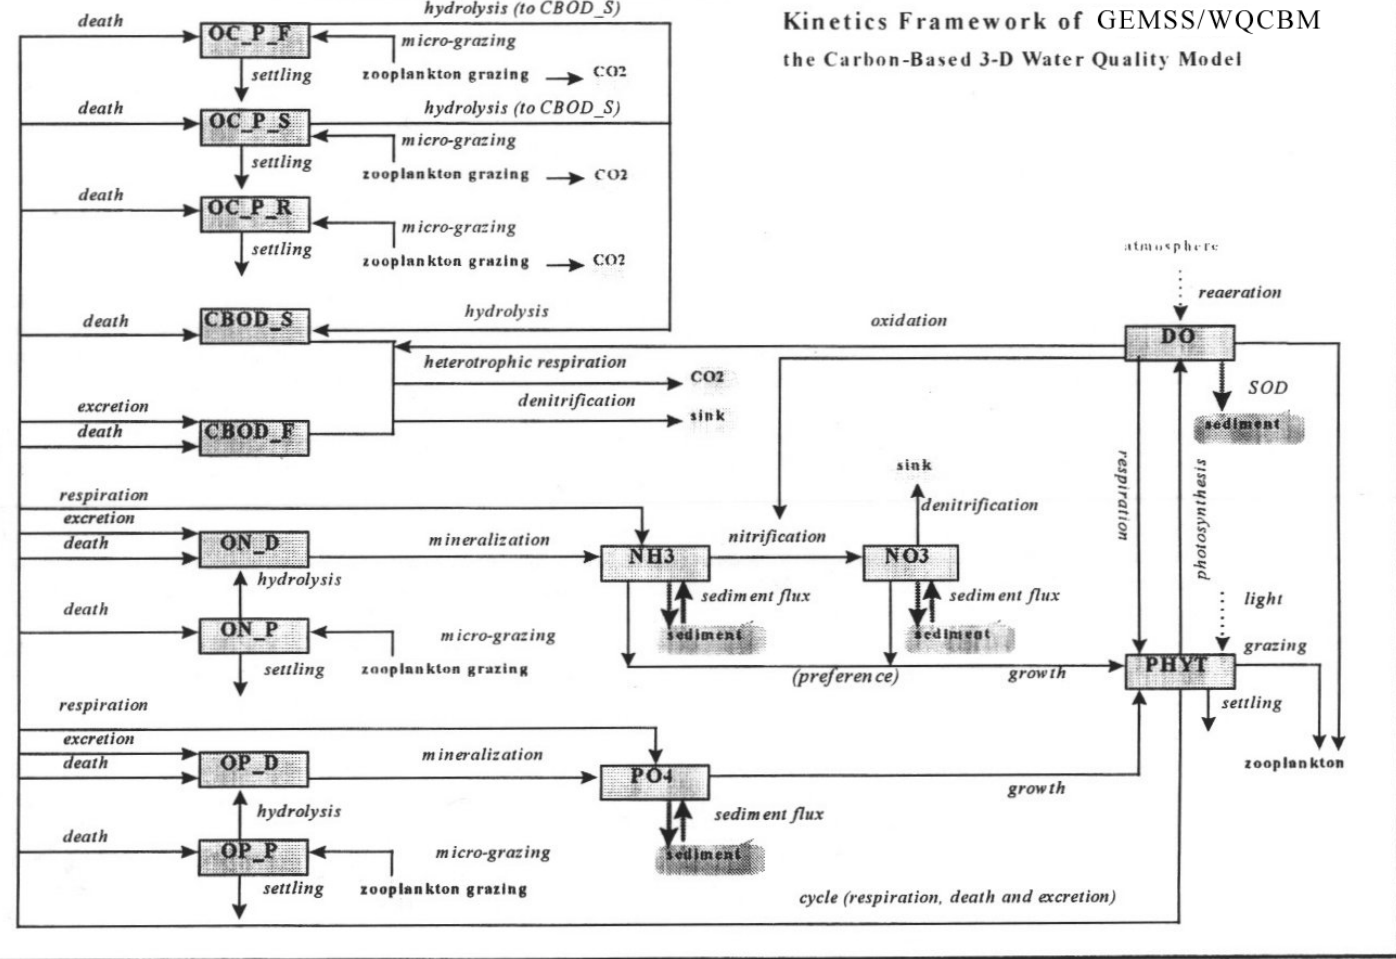 Kinetics Framework of GEMSS/WQCBM
the Carbon-Based 3-D Water Quality Model
hydrolysis (to CBOD_S)
death
OC_P_F
micro-grazing
settling
zooplankton grazing
CO2
death
hydrolysis (to CBOD_S)
OC_P_S
micro-grazing
settling
zooplankton grazing
CO2
death
OC_P_R
micro-grazing
settling
zooplankton grazing
CO2
atmosphere
reaeration
death
CBOD_S
hydrolysis
oxidation
DO
heterotrophic respiration
CO2
SOD
excretion
denitrification
sink
death
CBOD_F
sediment
respiration
photosynthesis
sink
respiration
denitrification
excretion
death
ON_D
mineralization
nitrification
NH3
NO3
hydrolysis
sediment flux
sediment flux
light
death
ON_P
micro-grazing
sediment
sediment
grazing
settling
zooplankton grazing
(preference)
growth
PHYT
settling
respiration
excretion
death
OP_D
mineralization
PO4
zooplankton
growth
hydrolysis
sediment flux
death
OP_P
micro-grazing
sediment
settling
zooplankton grazing
cycle (respiration, death and excretion)